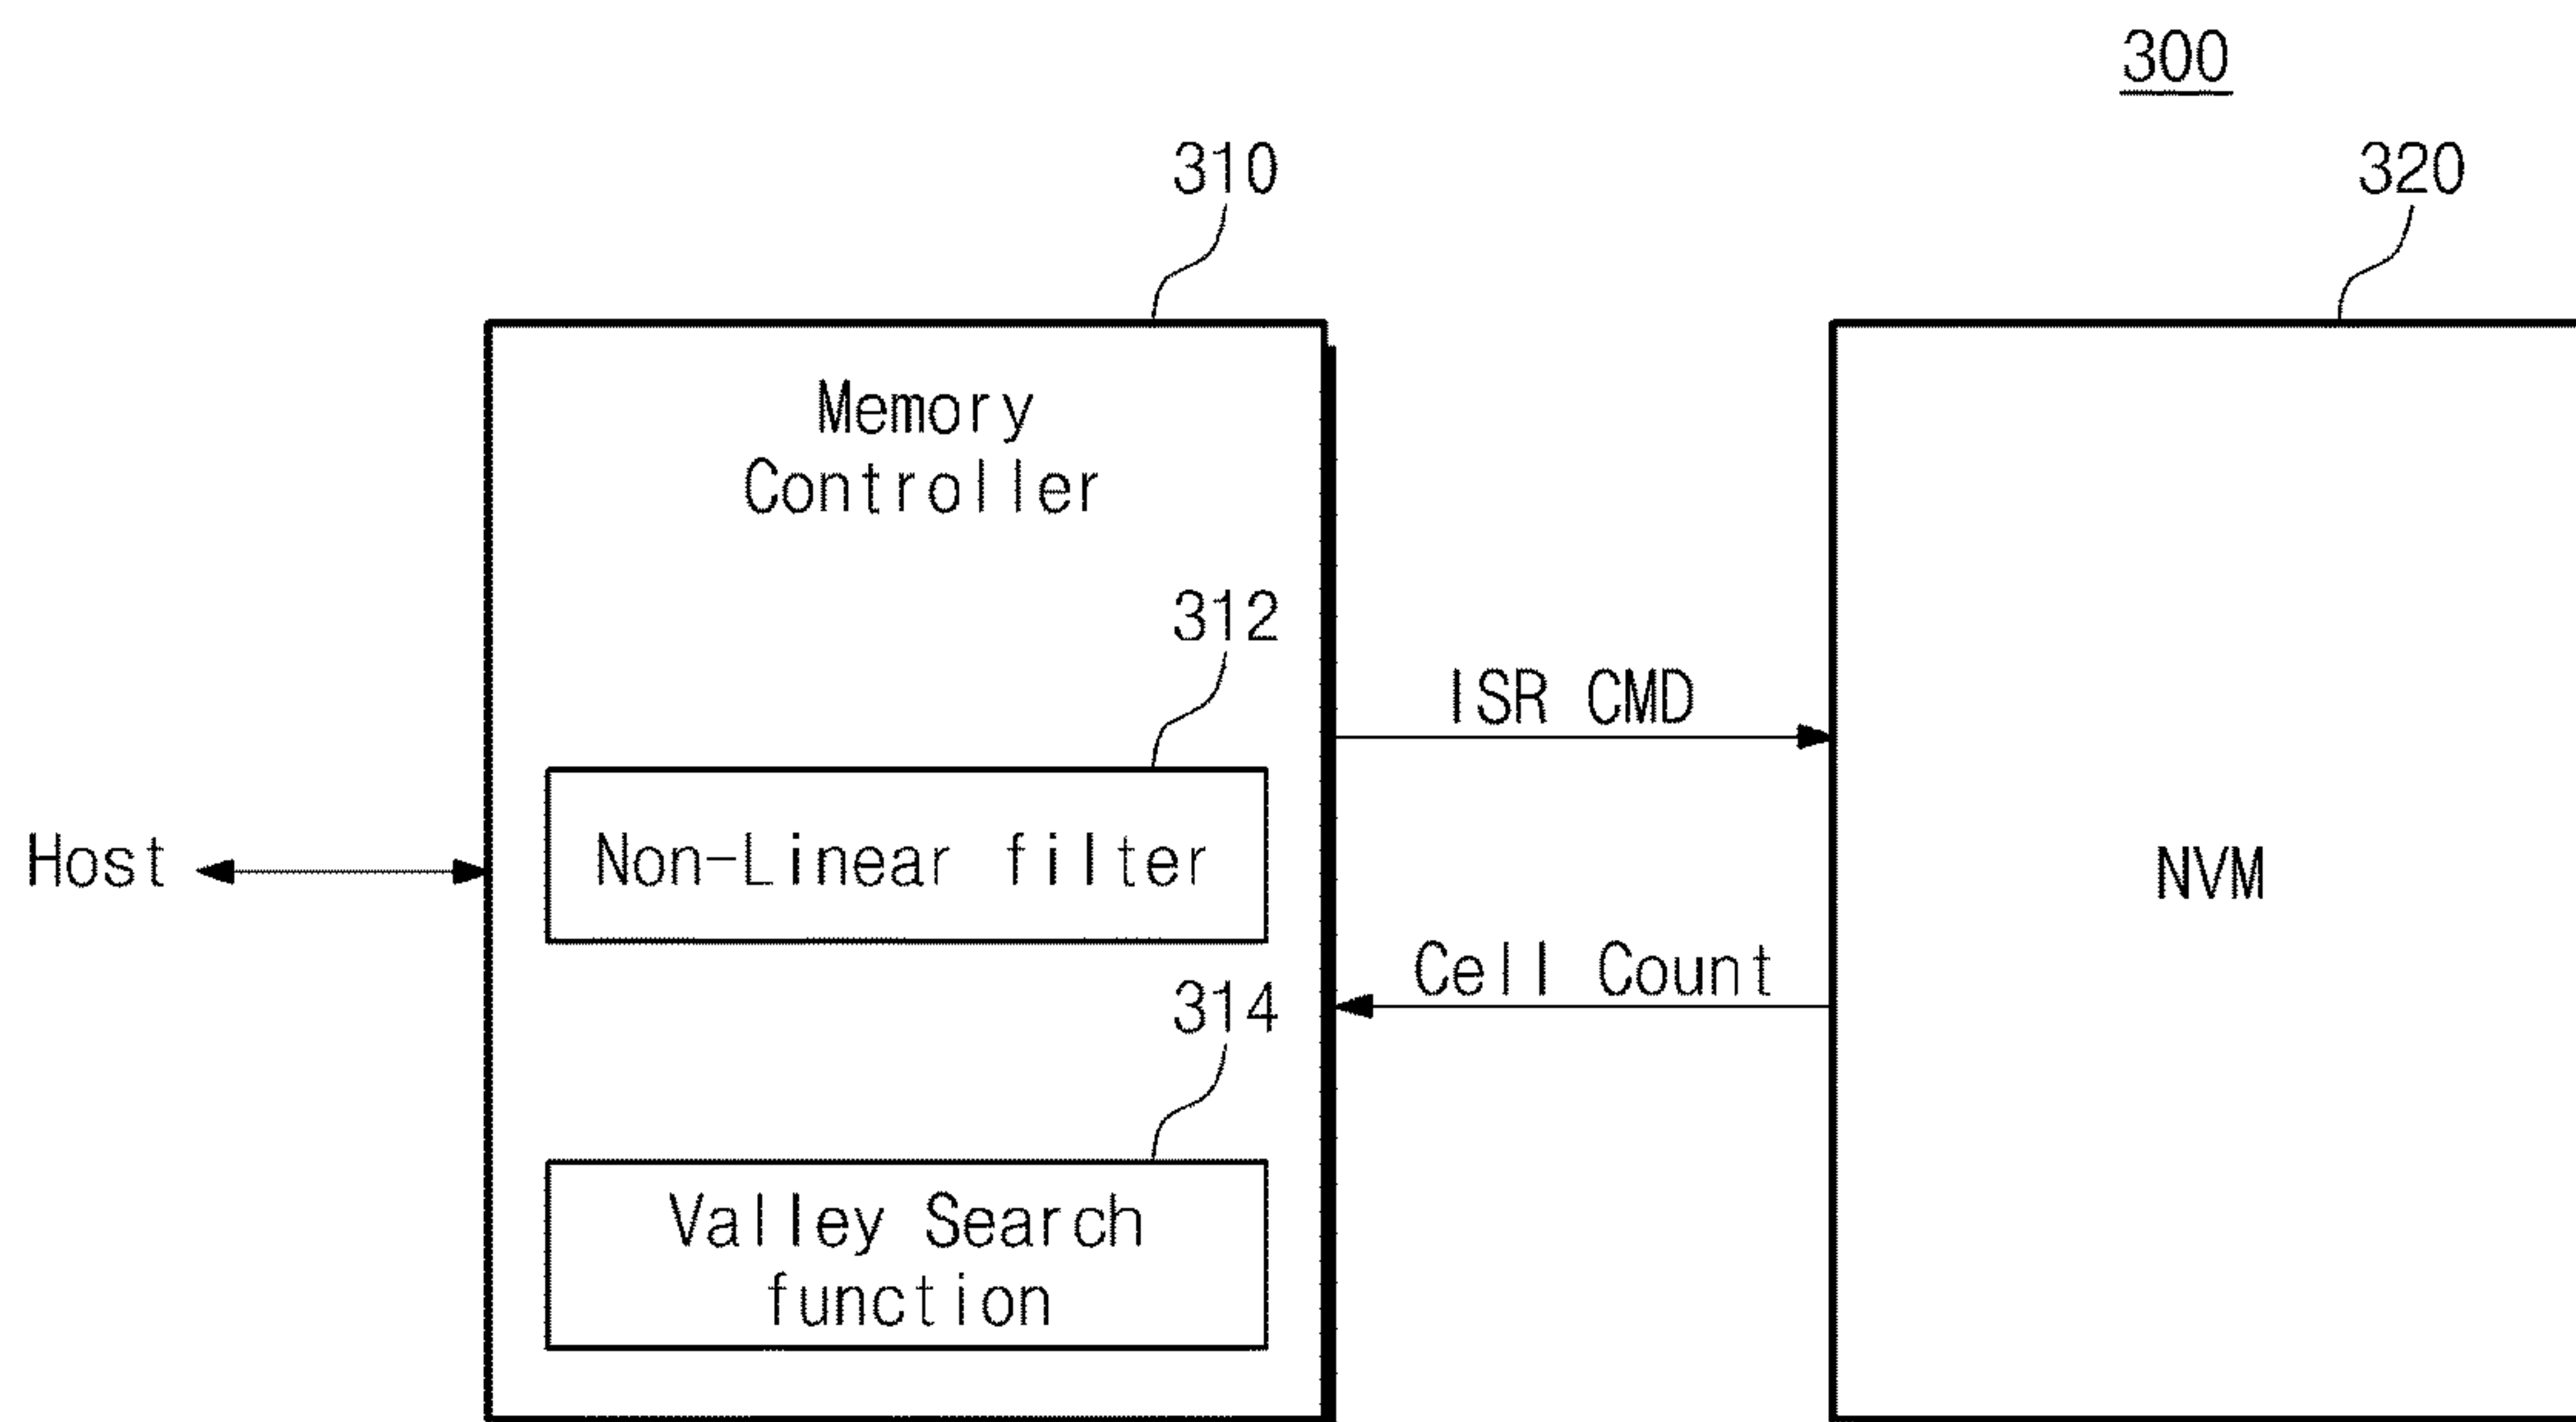 300
310
320
Memory
Controller
312
ISR CMD
Host
Non-Linear filter
NVM
Cell Count
314
Valley Search
function